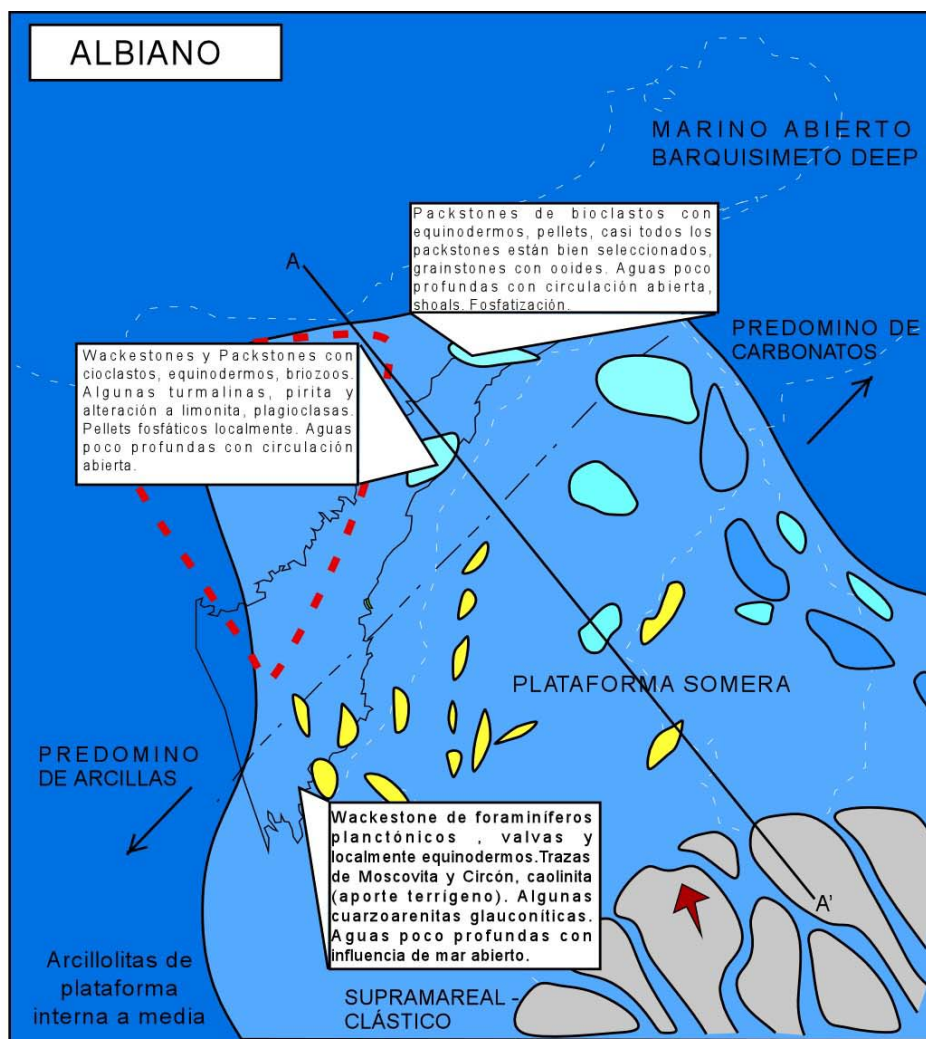 ALBIANO
MARINO ABIERTO
BARQUISIMETO DEEP
Packstones de bioclastos con
equinodermos, pellets, casi todos los
packstones están bien seleccionados,
grainstones con ooides. Aguas poco
profundas con circulación abierta,
shoals. Fosfatización.
A
PREDOMINO DE
CARBONATOS
Wackestones y Packstones con
cioclastos, equinodermos, briozoos.
Algunas turmalinas, pirita y
alteración a limonita, plagioclasas.
Pellets fosfáticos localmente. Aguas
poco profundas con circulación
abierta.
PLATAFORMA SOMERA
PREDOMINO
DE ARCILLAS
Wackestone de foraminíferos
planctónicos , valvas y
localmente equinodermos.Trazas
de Moscovita y Circón, caolinita
(aporte terrígeno). Algunas
cuarzoarenitas glauconíticas.
Aguas poco profundas con
influencia de mar abierto.
A'
Arcillolitas de
plataforma
interna a media
SUPRAMAREAL -
CLÁSTICO